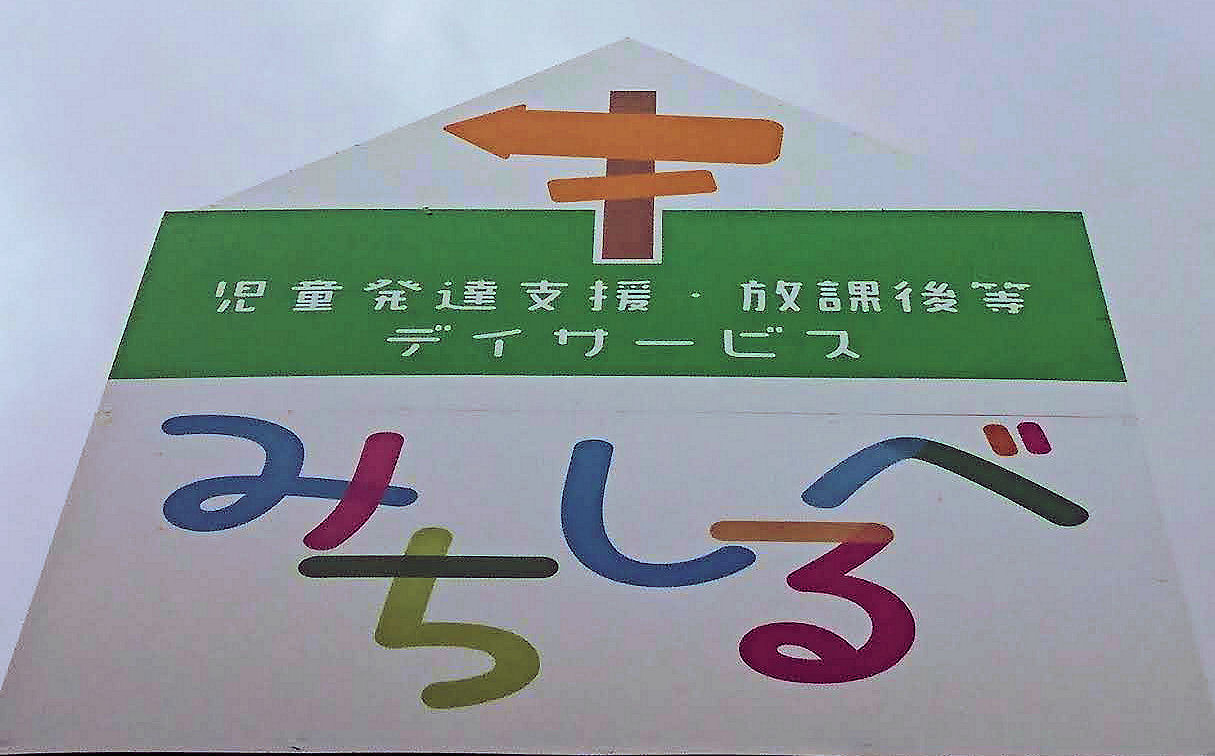 児童発達支援・放課後等
デイサービス
みちしるべ